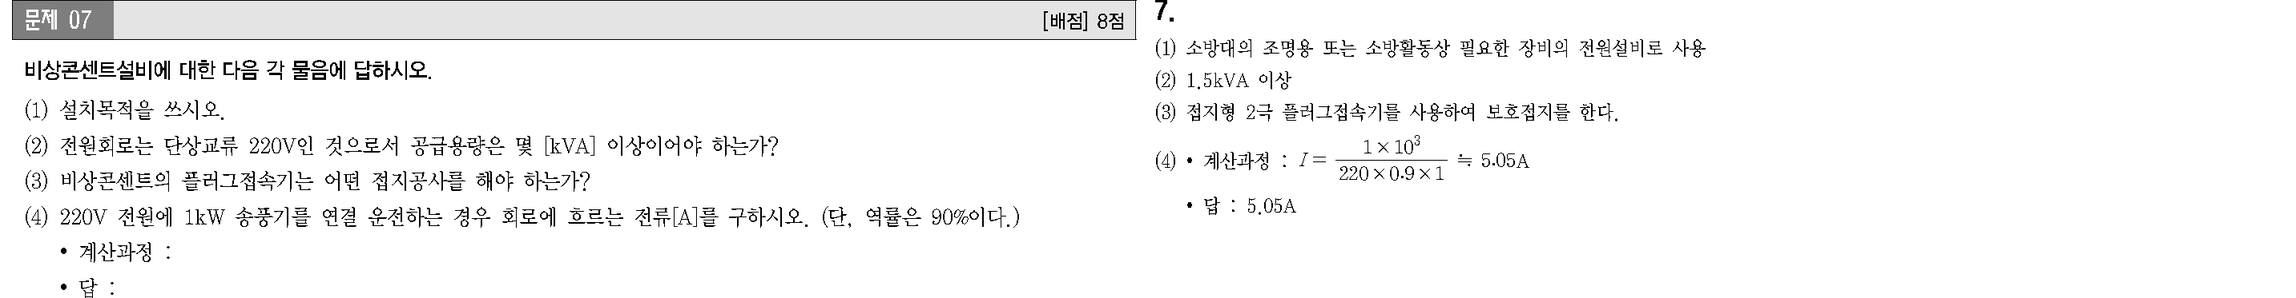 문제 07
[배점] 8점
비상콘센트설비에 대한 다음 각 물음에 답하시오.
(1) 설치목적을 쓰시오.
(2) 전원회로는 단상교류 220V인 것으로서 공급용량은 몇 [kVA] 이상이어야 하는가?
(3) 비상콘센트의 플러그접속기는 어떤 접지공사를 해야 하는가?
(4) 220V 전원에 1kW 송풍기를 연결 운전하는 경우 회로에 흐르는 전류[A]를 구하시오. (단, 역률은 90%이다.)
• 계산과정 :
• 답 :
7.
(1) 소방대의 조명용 또는 소방활동상 필요한 장비의 전원설비로 사용
(2) 1.5kVA 이상
(3) 접지형 2극 플러그접속기를 사용하여 보호접지를 한다.
(4) • 계산과정 : I = \frac{1×10^3}{220×0.9×1} ≒ 5.05A
• 답 : 5.05A